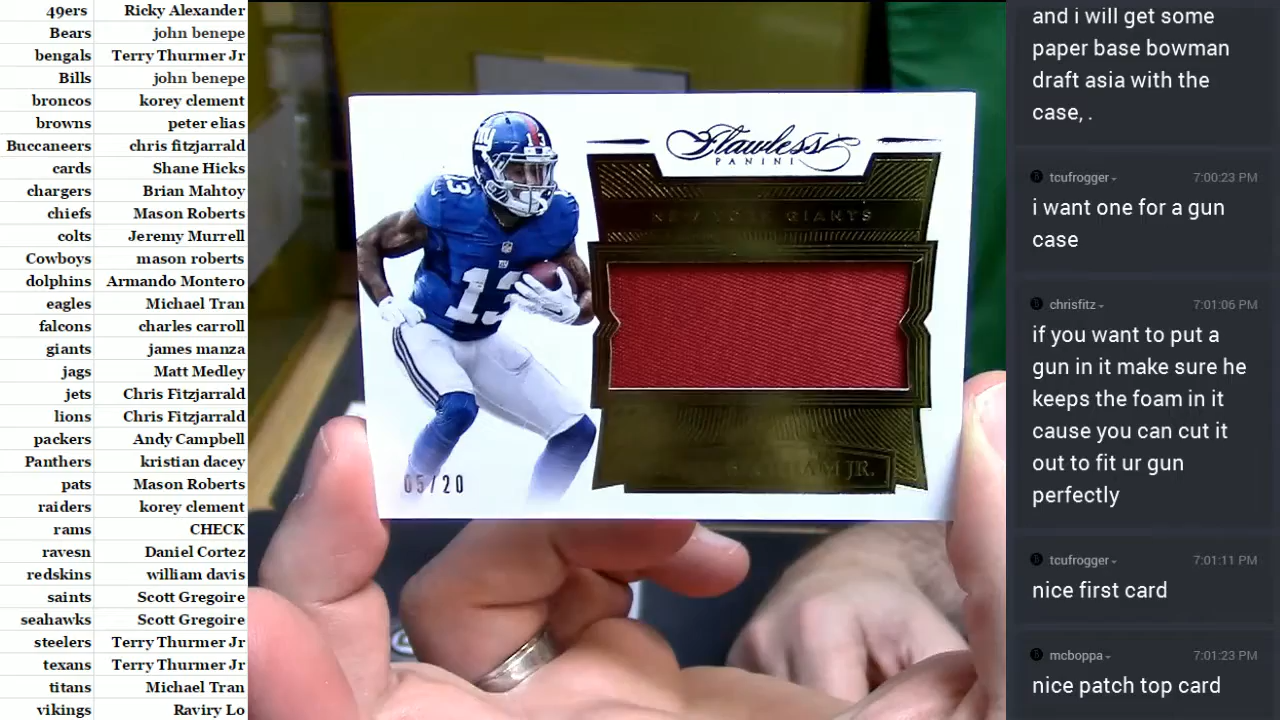 49ers Ricky Alexander
Bears john benepe
bengals Terry Thurmer Jr
Bills john benepe
broncos korey clement
browns peter elias
Buccaneers chris fitzjarrald
cards Shane Hicks
chargers Brian Mahtoy
chiefs Mason Roberts
colts Jeremy Murrell
Cowboys mason roberts
dolphins Armando Montero
eagles Michael Tran
falcons charles carroll
giants james manza
jags Matt Medley
jets Chris Fitzjarrald
lions Chris Fitzjarrald
packers Andy Campbell
Panthers kristian dacey
pats Mason Roberts
raiders korey clement
rams CHECK
ravesn Daniel Cortez
redskins william davis
saints Scott Gregoire
seahawks Scott Gregoire
steelers Terry Thurmer Jr
texans Terry Thurmer Jr
titans Michael Tran
vikings Raviry Lo
Flawless
PANINI
NEW YORK GIANTS
JR.
13
13
13
05/20
and i will get some
paper base bowman
draft asia with the
case, .
tcufrogger 7:00:23 PM
i want one for a gun
case
chrisfitz 7:01:06 PM
if you want to put a
gun in it make sure he
keeps the foam in it
cause you can cut it
out to fit ur gun
perfectly
tcufrogger 7:01:11 PM
nice first card
mcboppa 7:01:23 PM
nice patch top card